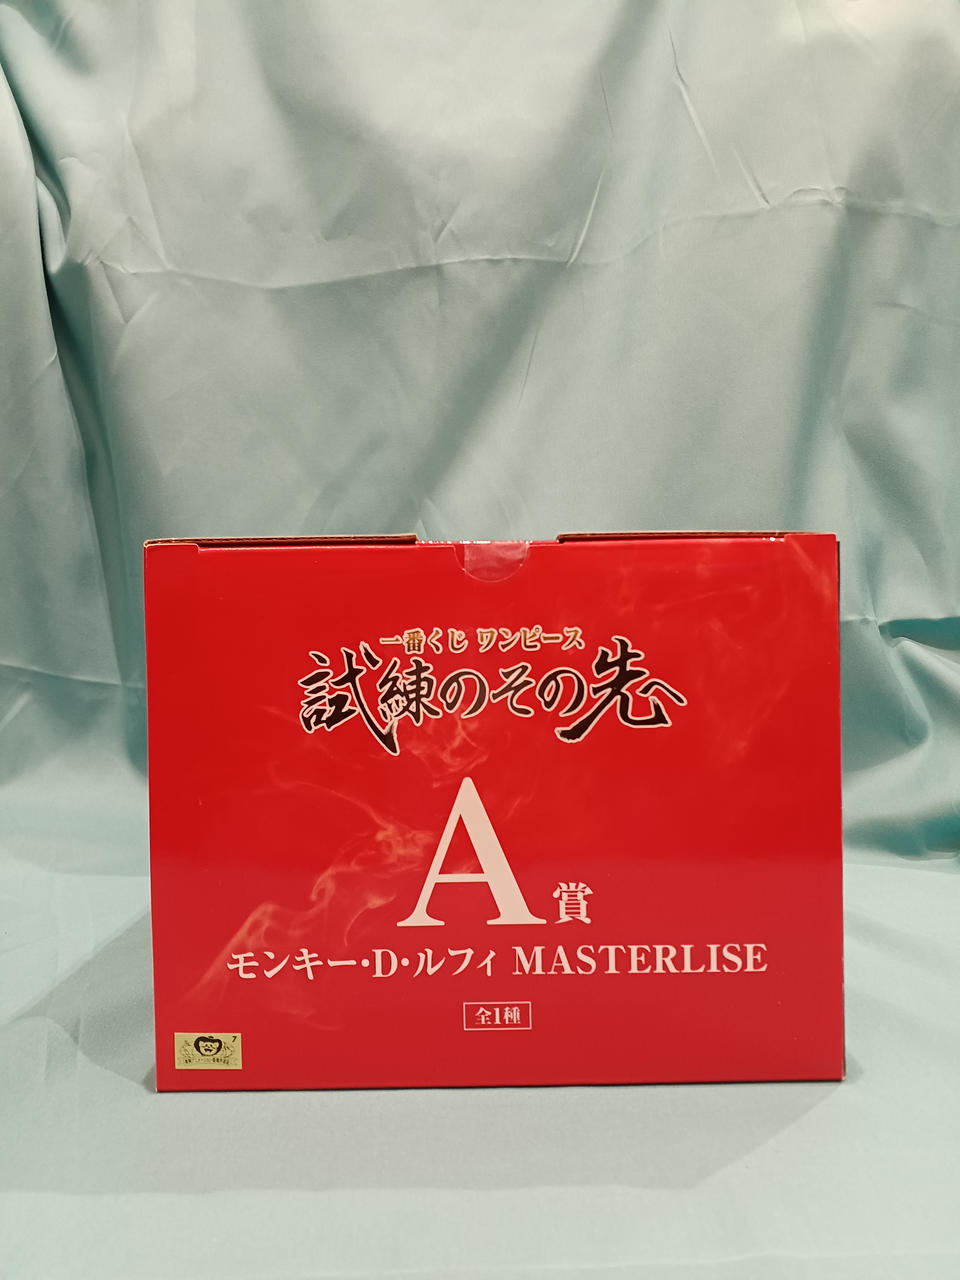 一番くじ ワンピース
試練のその先へ
A賞
モンキー・D・ルフィ MASTERLISE
全1種
7